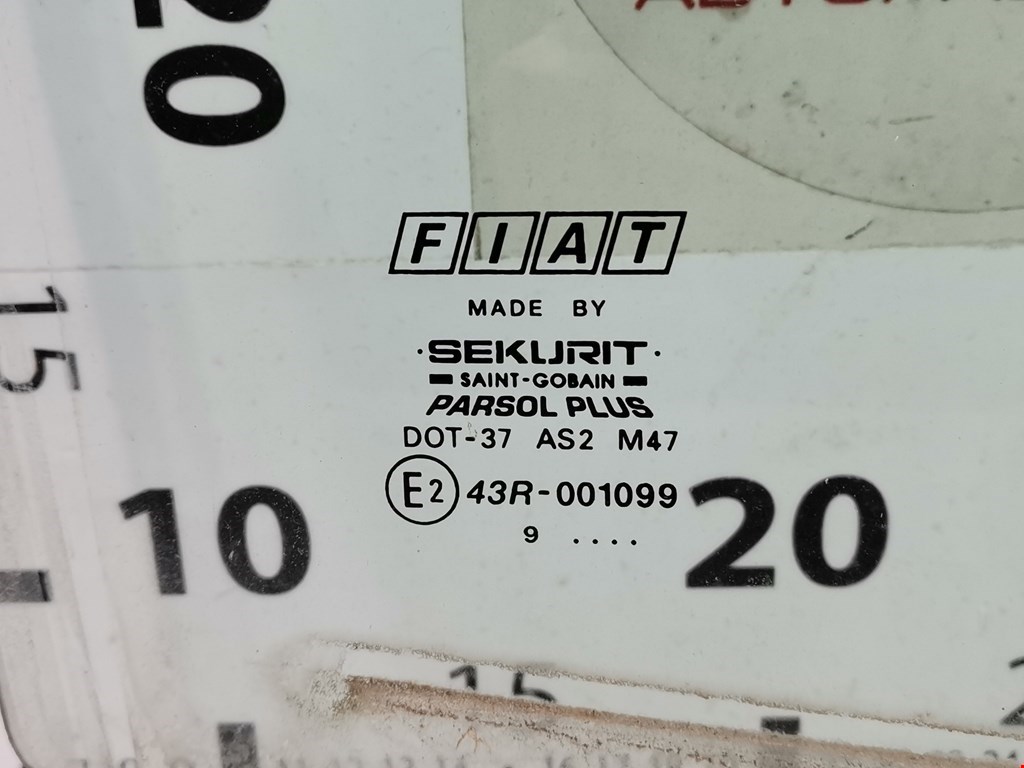 20
15
FIAT
MADE BY
·SEKURIT·
SAINT-GOBAIN
PARSOL PLUS
DOT-37 AS2 M47
E2 43R-001099
9 ....
10 20
15